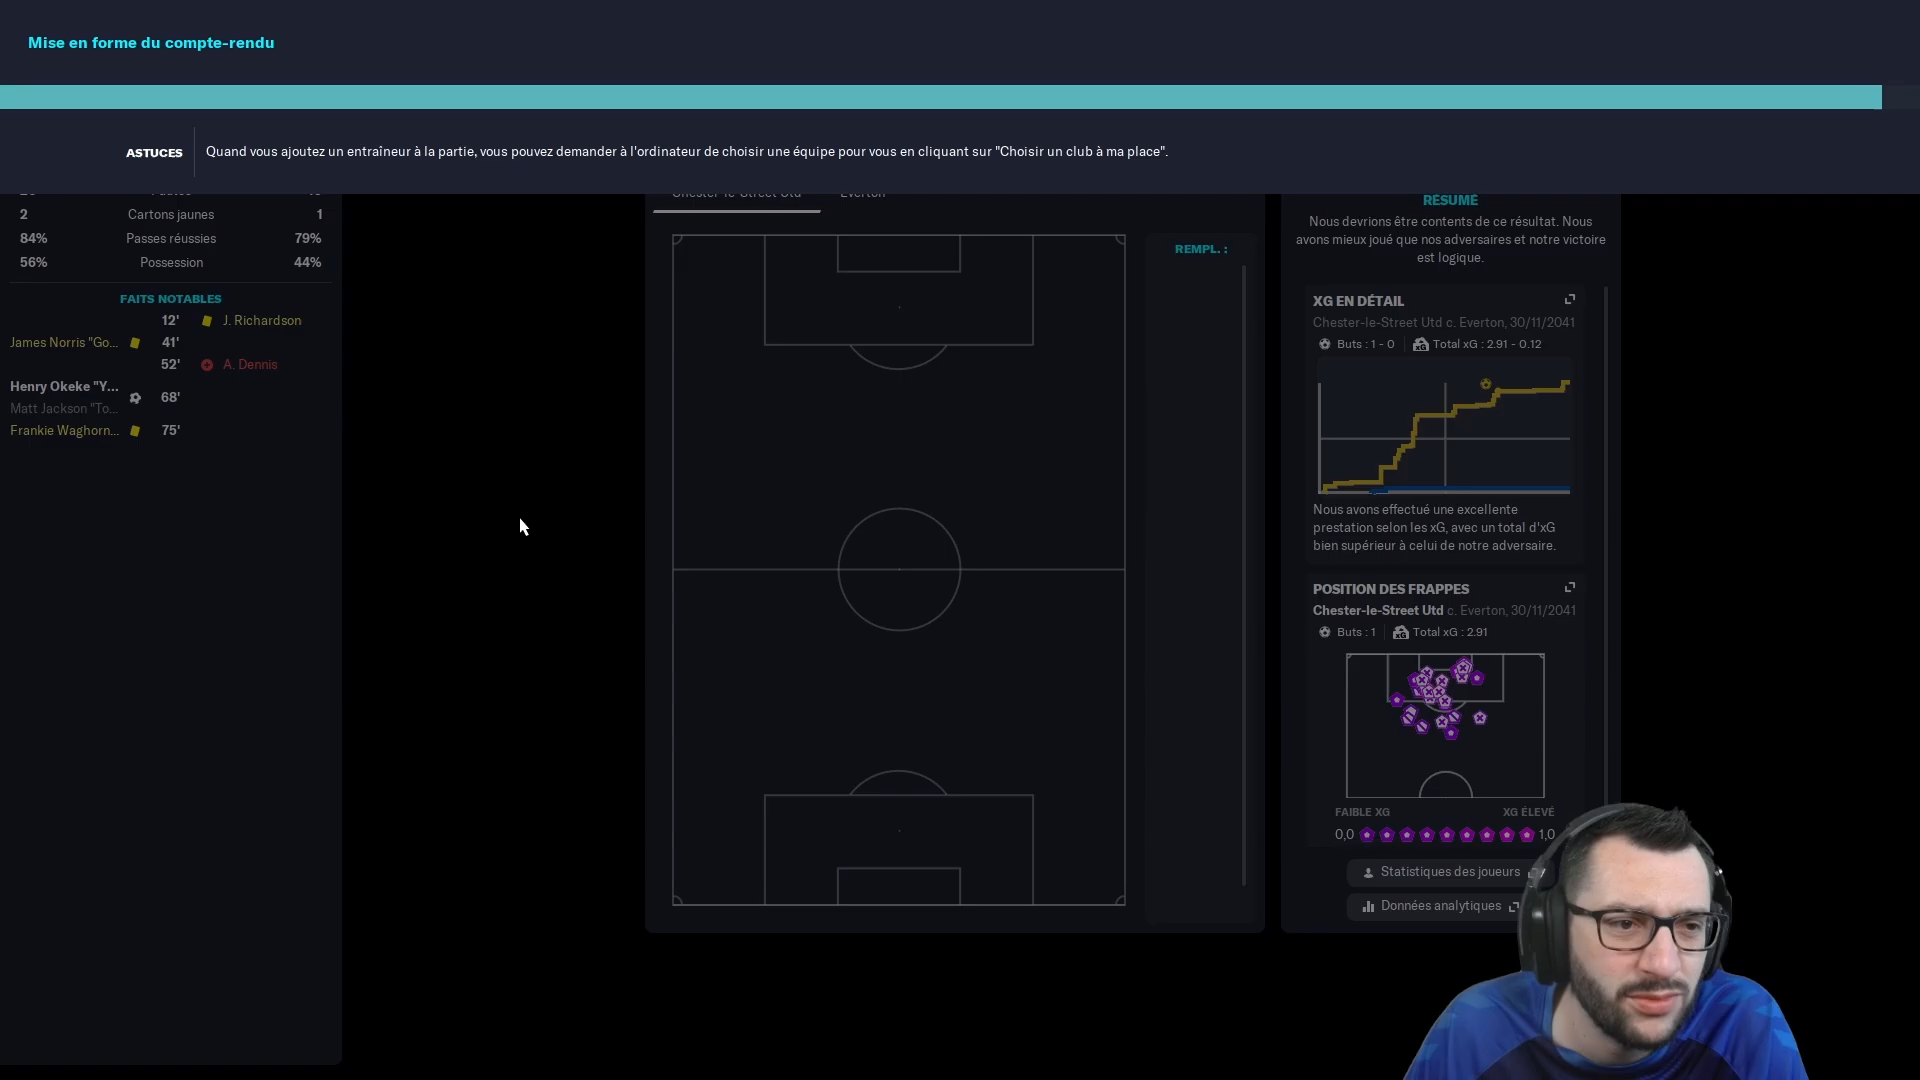 Mise en forme du compte-rendu
ASTUCES
Quand vous ajoutez un entraîneur à la partie, vous pouvez demander à l'ordinateur de choisir une équipe pour vous en cliquant sur "Choisir un club à ma place".
2 Cartons jaunes 1
84% Passes réussies 79%
56% Possession 44%
FAITS NOTABLES
12' J. Richardson
James Norris "Go... 41'
52' A. Dennis
Henry Okeke "Y...
68'
Matt Jackson "To...
Frankie Waghorn... 75'
Chester-le-Street Utd Everton
REMPL. :
RÉSUMÉ
Nous devrions être contents de ce résultat. Nous
avons mieux joué que nos adversaires et notre victoire
est logique.
XG EN DÉTAIL
Chester-le-Street Utd c. Everton, 30/11/2041
Buts : 1 - 0 xG Total xG : 2.91 - 0.12
Nous avons effectué une excellente
prestation selon les xG, avec un total d'xG
bien supérieur à celui de notre adversaire.
POSITION DES FRAPPES
Chester-le-Street Utd c. Everton, 30/11/2041
Buts : 1 xG Total xG : 2.91
FAIBLE XG XG ÉLEVÉ
0,0 1,0
Statistiques des joueurs
Données analytiques